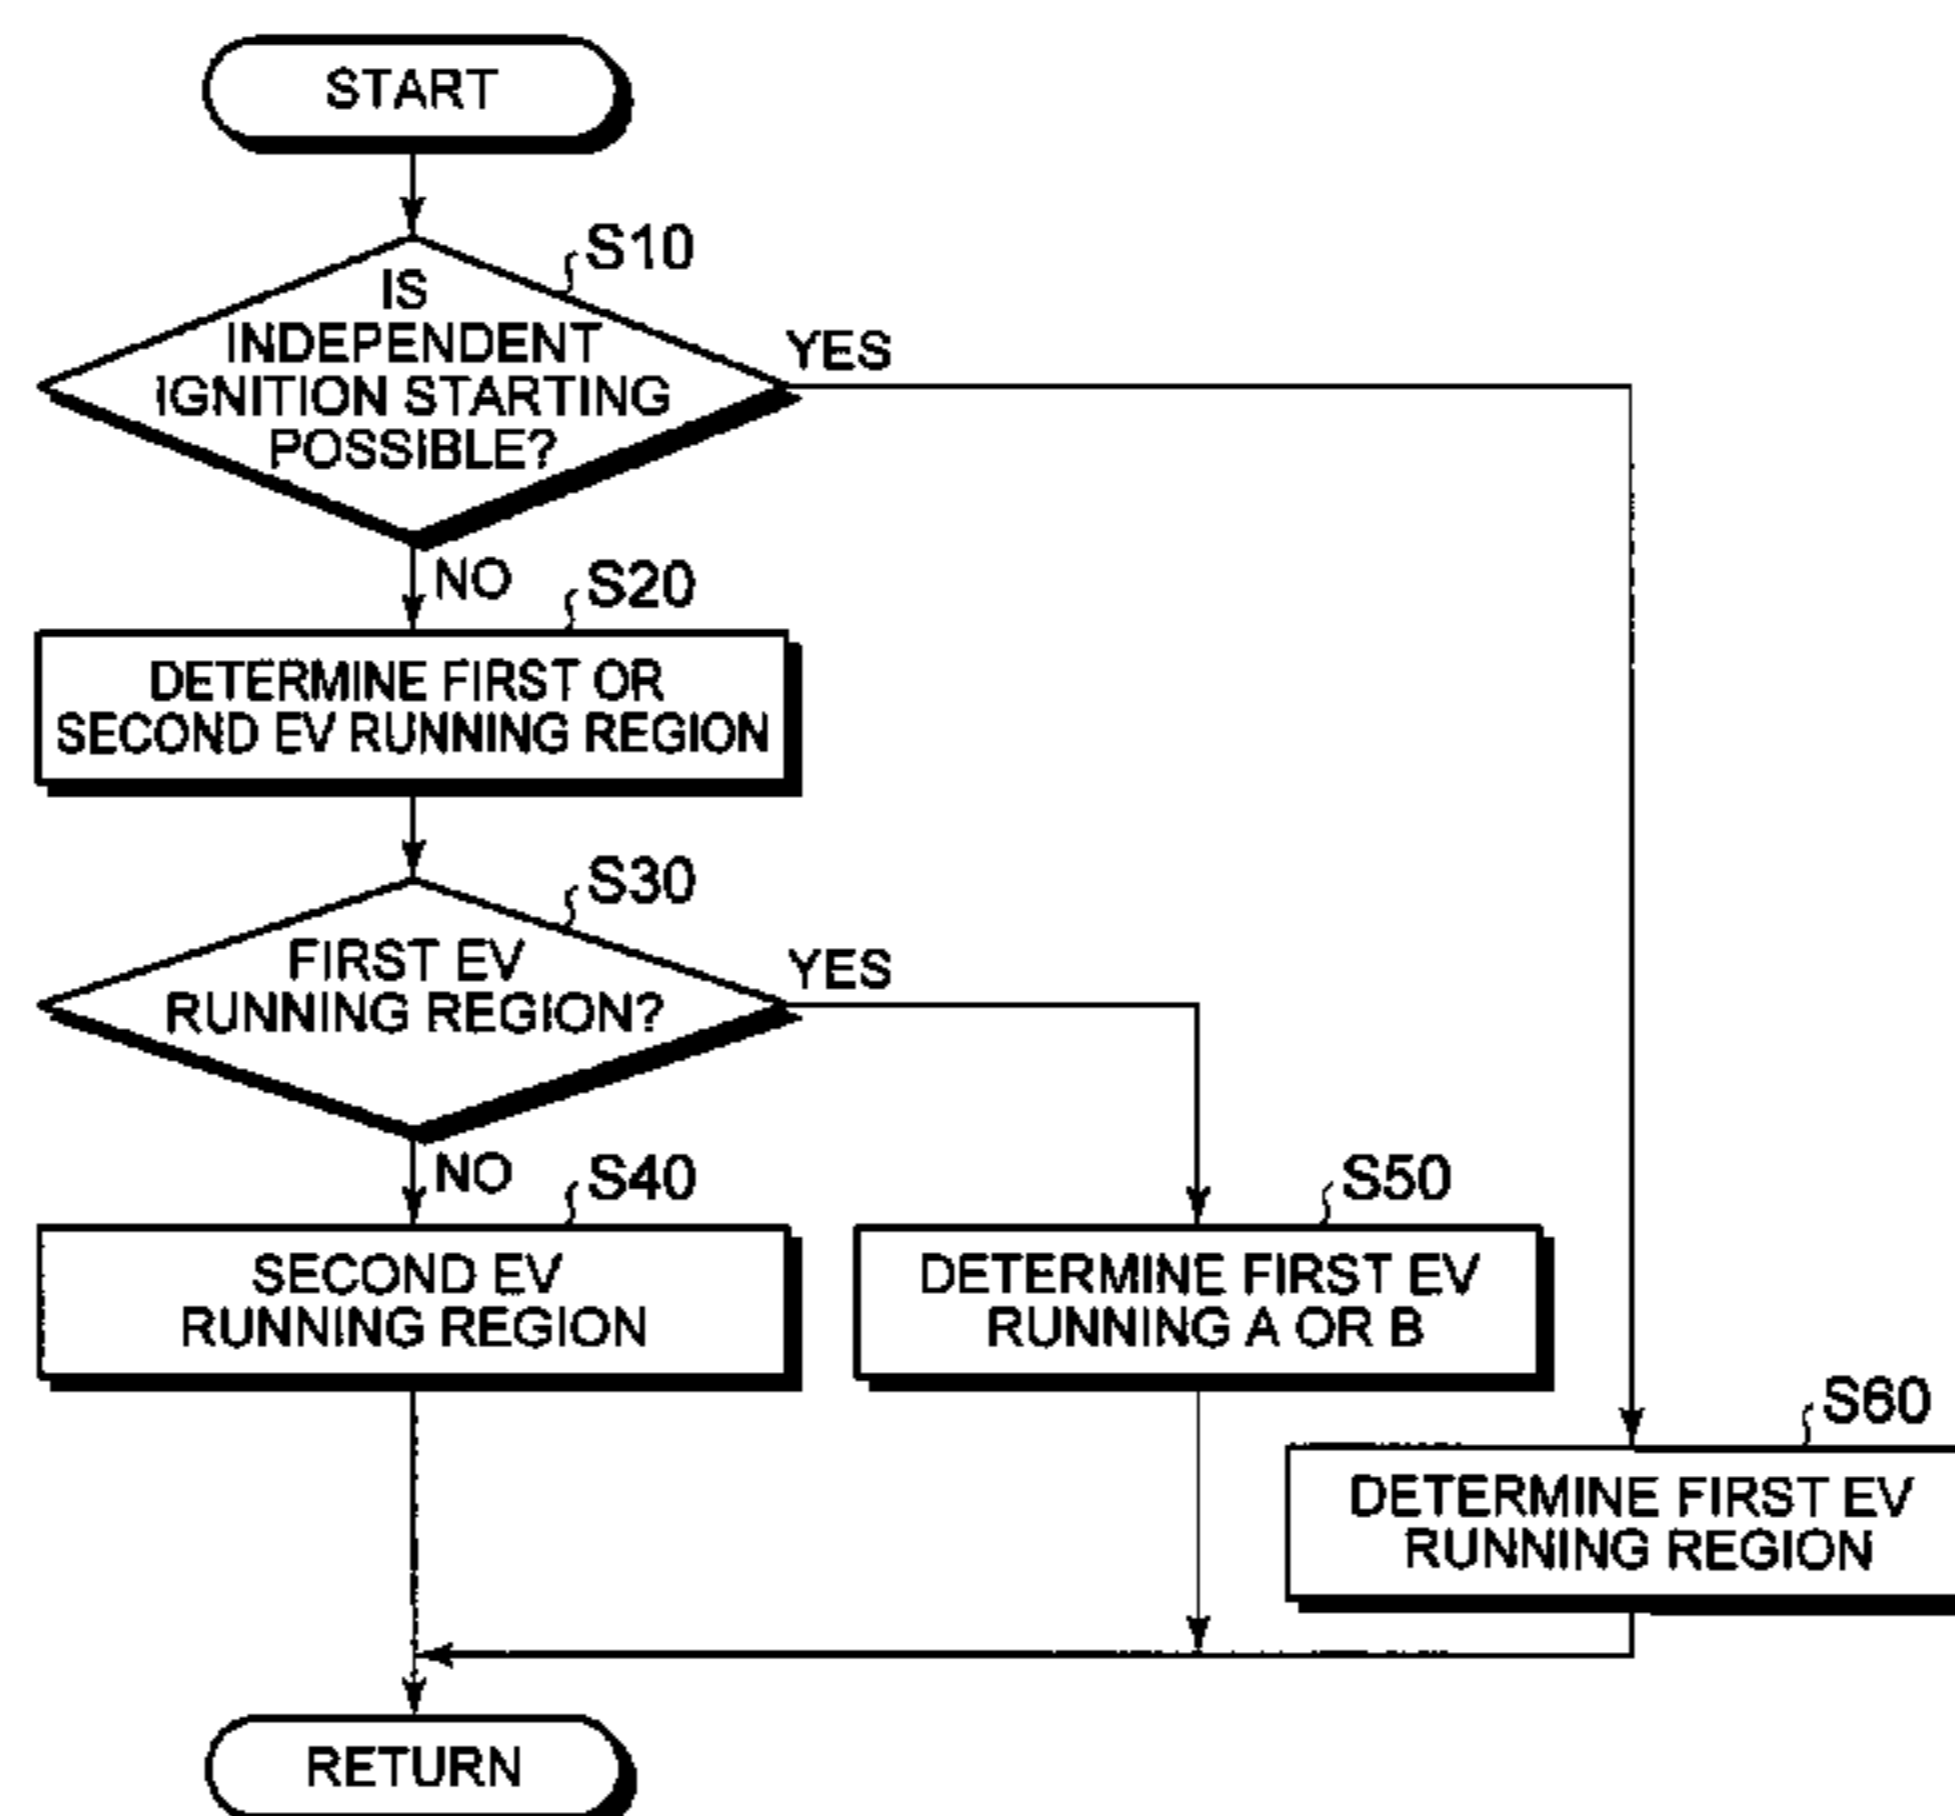 START
S10
IS
INDEPENDENT
IGNITION STARTING
POSSIBLE?
YES
NO
S20
DETERMINE FIRST OR
SECOND EV RUNNING REGION
S30
FIRST EV
RUNNING REGION?
YES
NO
S40
SECOND EV
RUNNING REGION
S50
DETERMINE FIRST EV
RUNNING A OR B
S60
DETERMINE FIRST EV
RUNNING REGION
RETURN